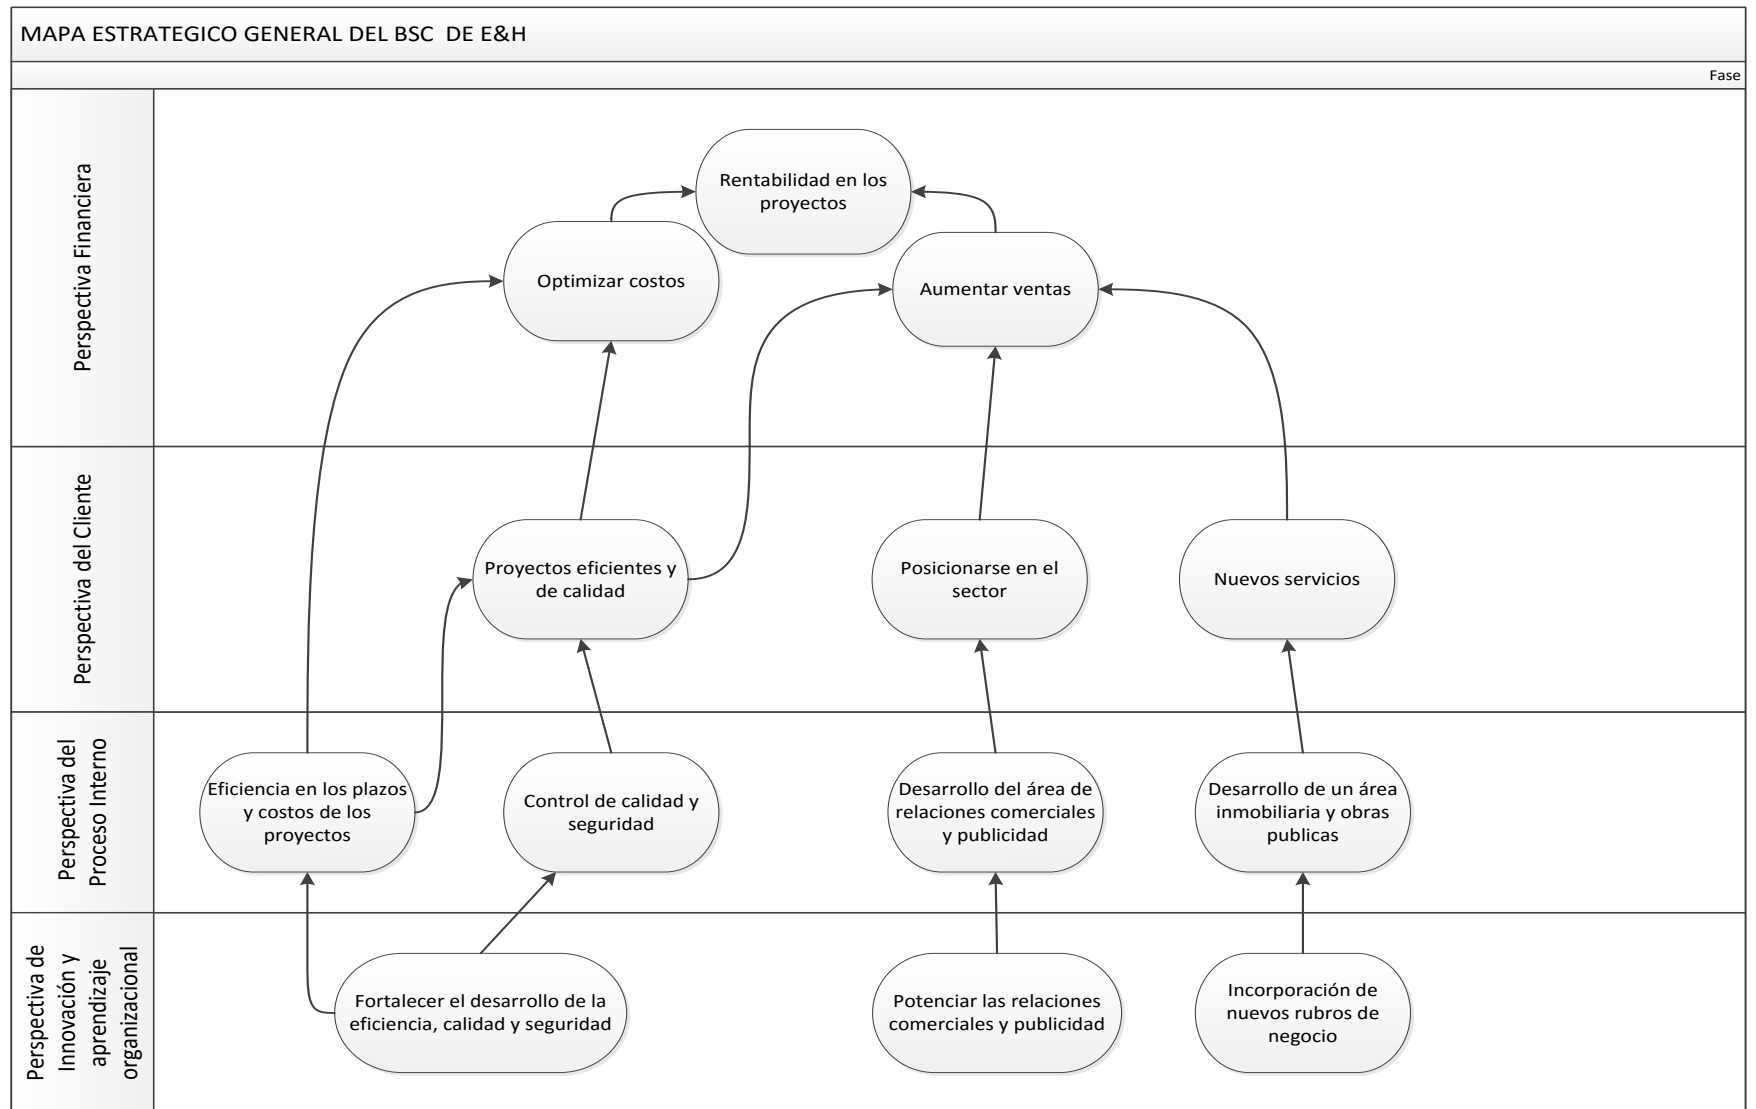 MAPA ESTRATEGICO GENERAL DEL BSC  DE E&H
Fase
Perspectiva Financiera
Rentabilidad en los
proyectos
Optimizar costos
Aumentar ventas
Perspectiva del Cliente
Proyectos eficientes y
de calidad
Posicionarse en el
sector
Nuevos servicios
Perspectiva del
Proceso Interno
Eficiencia en los plazos
y costos de los
proyectos
Control de calidad y
seguridad
Desarrollo del área de
relaciones comerciales
y publicidad
Desarrollo de un área
inmobiliaria y obras
publicas
Perspectiva de
Innovación y
aprendizaje
organizacional
Fortalecer el desarrollo de la
eficiencia, calidad y seguridad
Potenciar las relaciones
comerciales y publicidad
Incorporación de
nuevos rubros de
negocio